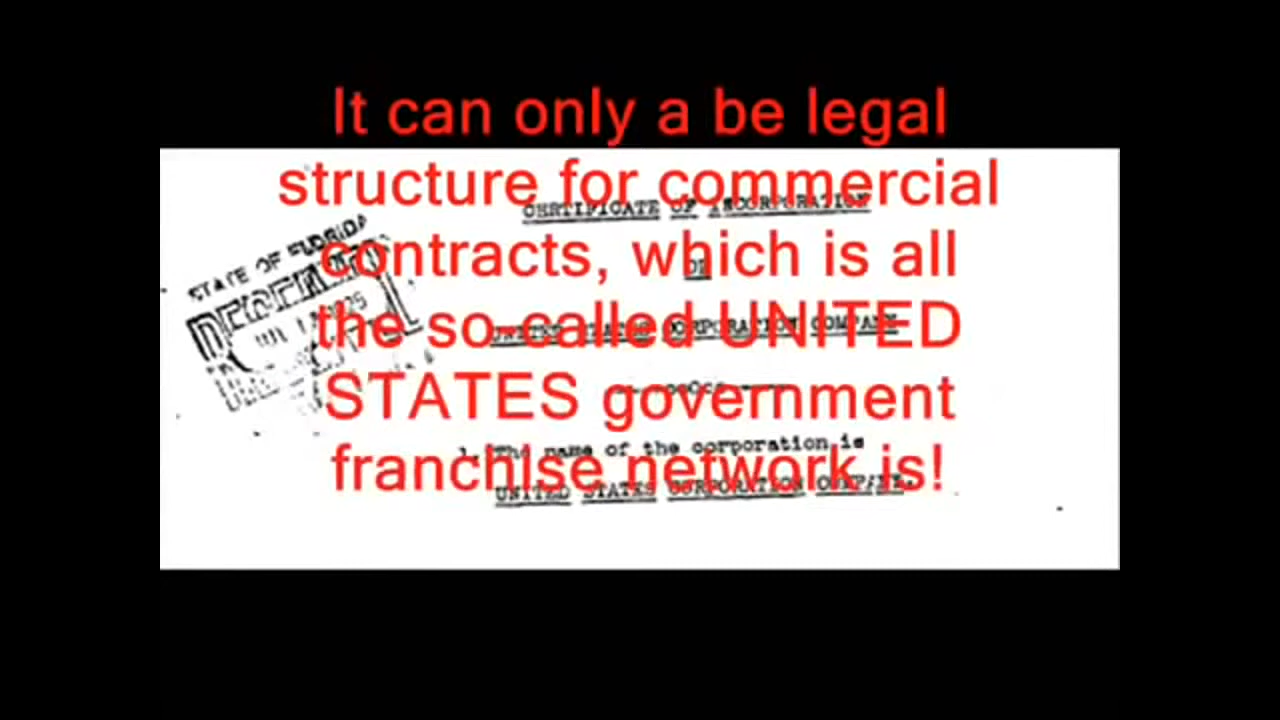 It can only a be legal
structure for commercial
CERTIFICATE OF INCORPORATION
contracts, which is all
OF
STATE OF FLORIDA
the so-called UNITED
UNITED STATES CORPORATION COMPANY
STATES government
1. The name of the corporation is
franchise network is!
UNITED STATES CORPORATION COMPANY.